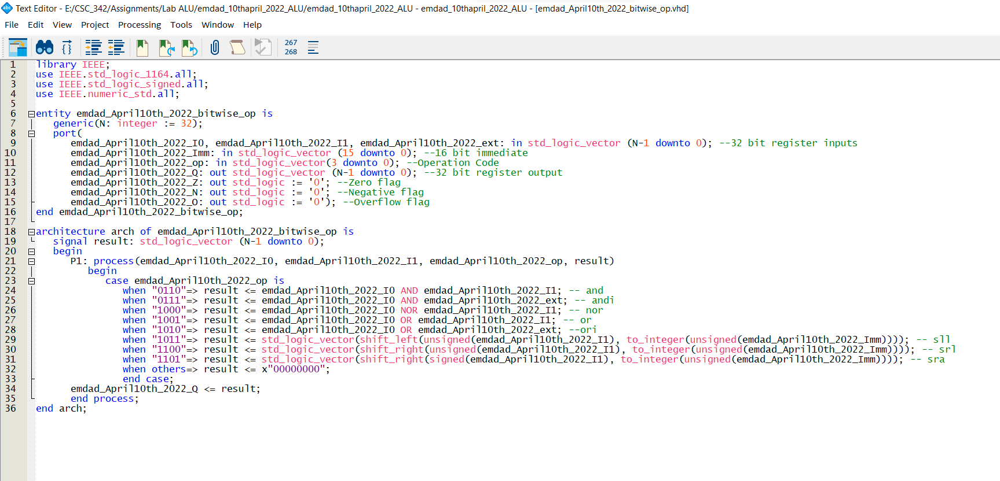 Text Editor - E:/CSC_342/Assignments/Lab ALU/emdad_10thapril_2022_ALU/emdad_10thapril_2022_ALU - emdad_10thapril_2022_ALU - [emdad_April10th_2022_bitwise_op.vhd]
File Edit View Project Processing Tools Window Help
267
268
1 library IEEE;
2 use IEEE.std_logic_1164.all;
3 use IEEE.std_logic_signed.all;
4 use IEEE.numeric_std.all;
5
6 entity emdad_April10th_2022_bitwise_op is
7 generic(N: integer := 32);
8 port(
9 emdad_April10th_2022_I0, emdad_April10th_2022_I1, emdad_April10th_2022_ext: in std_logic_vector (N-1 downto 0); --32 bit register inputs
10 emdad_April10th_2022_Imm: in std_logic_vector (15 downto 0); --16 bit immediate
11 emdad_April10th_2022_op: in std_logic_vector(3 downto 0); --Operation Code
12 emdad_April10th_2022_Q: out std_logic_vector (N-1 downto 0); --32 bit register output
13 emdad_April10th_2022_Z: out std_logic := '0'; --Zero flag
14 emdad_April10th_2022_N: out std_logic := '0'; --Negative flag
15 emdad_April10th_2022_O: out std_logic := '0'); --Overflow flag
16 end emdad_April10th_2022_bitwise_op;
17
18 architecture arch of emdad_April10th_2022_bitwise_op is
19 signal result: std_logic_vector (N-1 downto 0);
20 begin
21 P1: process(emdad_April10th_2022_I0, emdad_April10th_2022_I1, emdad_April10th_2022_op, result)
22 begin
23 case emdad_April10th_2022_op is
24 when "0110"=> result <= emdad_April10th_2022_I0 AND emdad_April10th_2022_I1; -- and
25 when "0111"=> result <= emdad_April10th_2022_I0 AND emdad_April10th_2022_ext; -- andi
26 when "1000"=> result <= emdad_April10th_2022_I0 NOR emdad_April10th_2022_I1; -- nor
27 when "1001"=> result <= emdad_April10th_2022_I0 OR emdad_April10th_2022_I1; -- or
28 when "1010"=> result <= emdad_April10th_2022_I0 OR emdad_April10th_2022_ext; --ori
29 when "1011"=> result <= std_logic_vector(shift_left(unsigned(emdad_April10th_2022_I1), to_integer(unsigned(emdad_April10th_2022_Imm)))); -- sll
30 when "1100"=> result <= std_logic_vector(shift_right(unsigned(emdad_April10th_2022_I1), to_integer(unsigned(emdad_April10th_2022_Imm)))); -- srl
31 when "1101"=> result <= std_logic_vector(shift_right(signed(emdad_April10th_2022_I1), to_integer(unsigned(emdad_April10th_2022_Imm)))); -- sra
32 when others=> result <= x"00000000";
33 end case;
34 emdad_April10th_2022_Q <= result;
35 end process;
36 end arch;